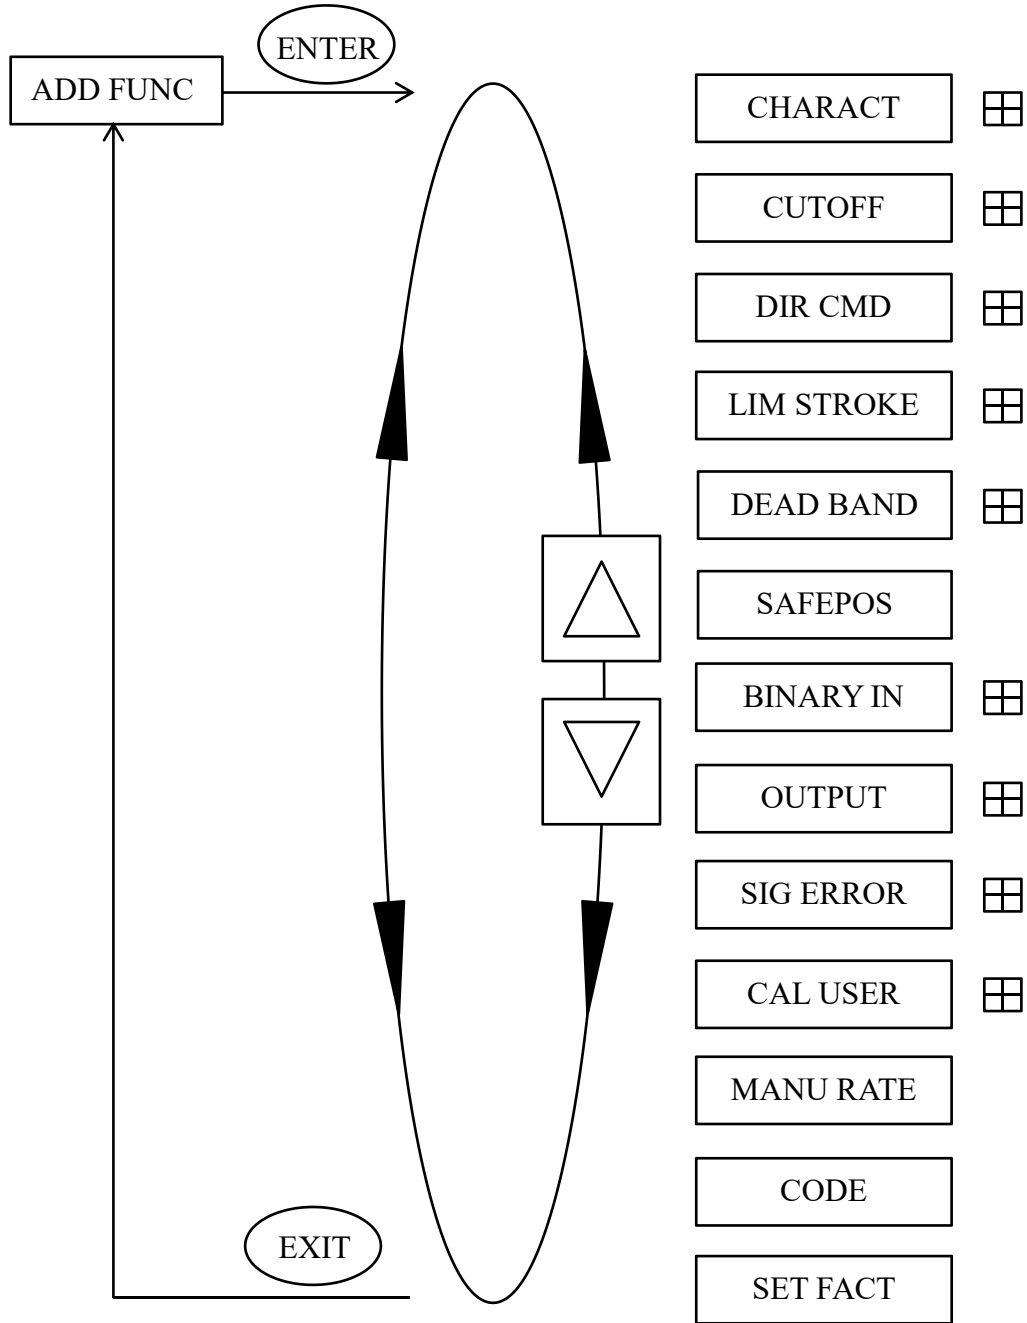 ENTER
ADD FUNC
CHARACT
CUTOFF
DIR CMD
LIM STROKE
DEAD BAND
SAFEPOS
BINARY IN
OUTPUT
SIG ERROR
CAL USER
MANU RATE
CODE
EXIT
SET FACT